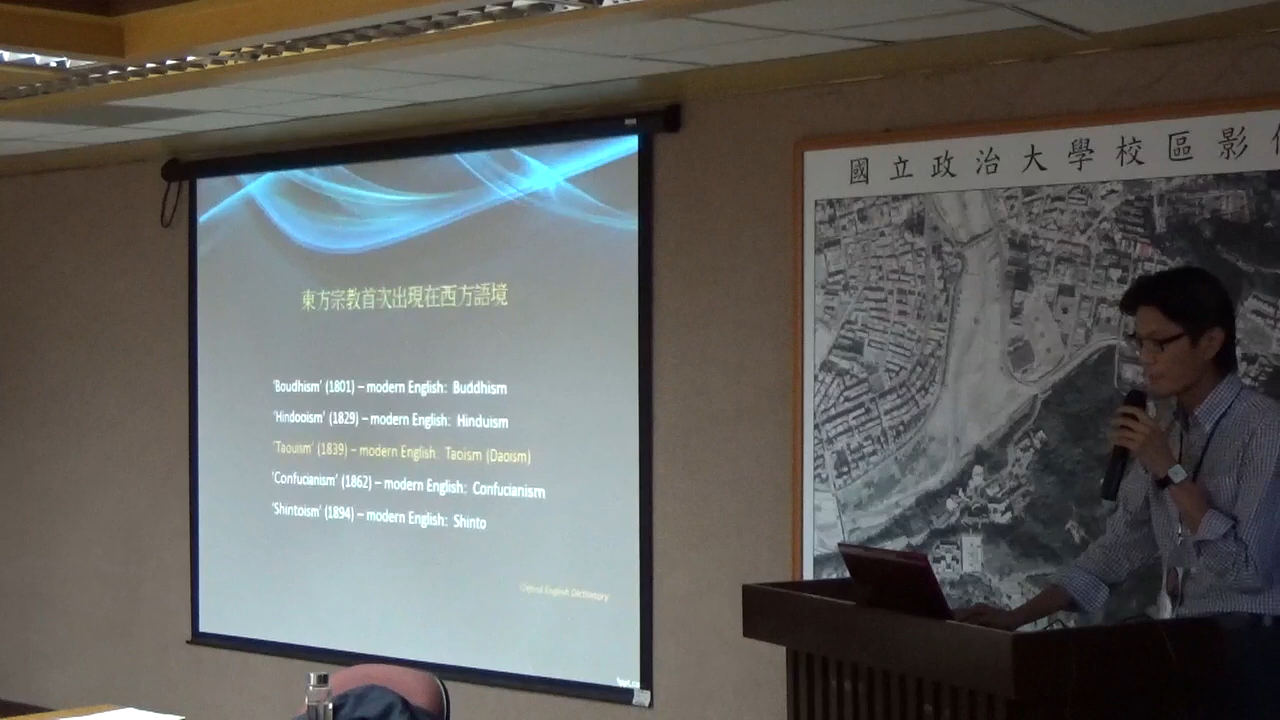 東方宗教首次出現在西方語境
'Boudhism' (1801) – modern English: Buddhism
'Hindooism' (1829) – modern English: Hinduism
'Taouism' (1839) – modern English: Taoism (Daoism)
'Confucianism' (1862) – modern English: Confucianism
'Shintoism' (1894) – modern English: Shinto
Oxford English Dictionary
國立政治大學校區影